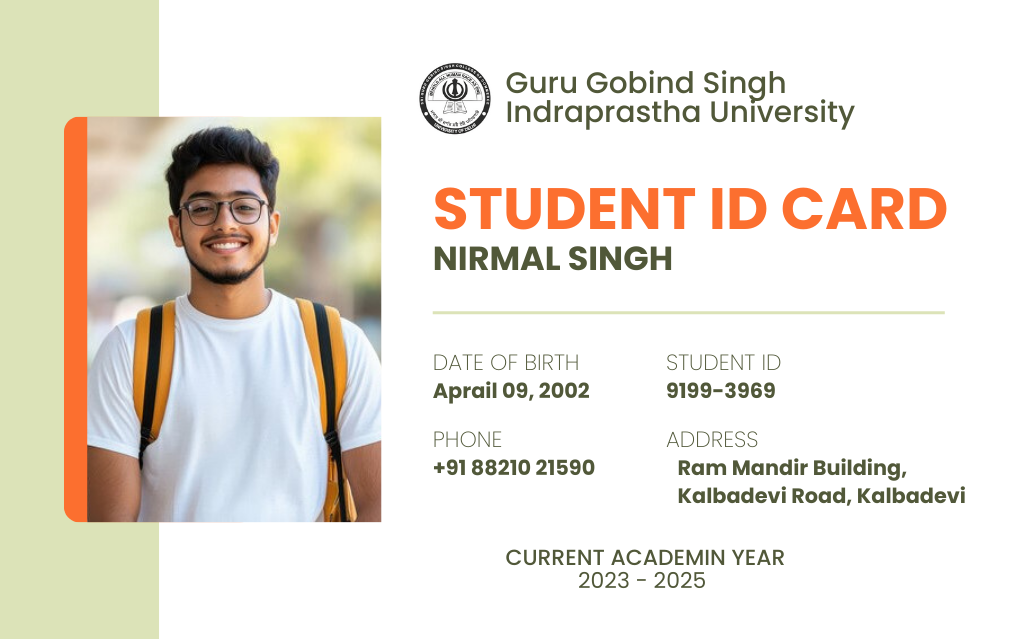 Guru Gobind Singh
Indraprastha University
STUDENT ID CARD
NIRMAL SINGH
DATE OF BIRTH
Aprail 09, 2002
STUDENT ID
9199-3969
PHONE
+91 88210 21590
ADDRESS
Ram Mandir Building,
Kalbadevi Road, Kalbadevi
CURRENT ACADEMIN YEAR
2023 - 2025